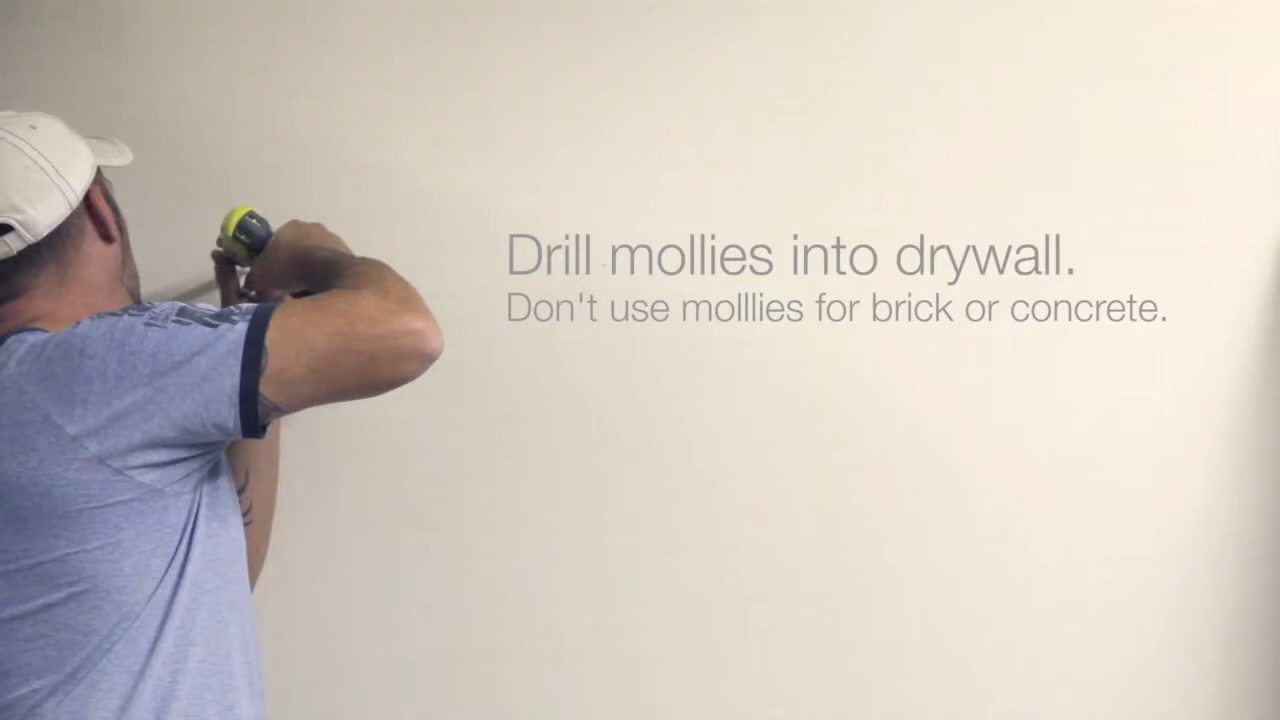 Drill mollies into drywall.
Don't use molllies for brick or concrete.